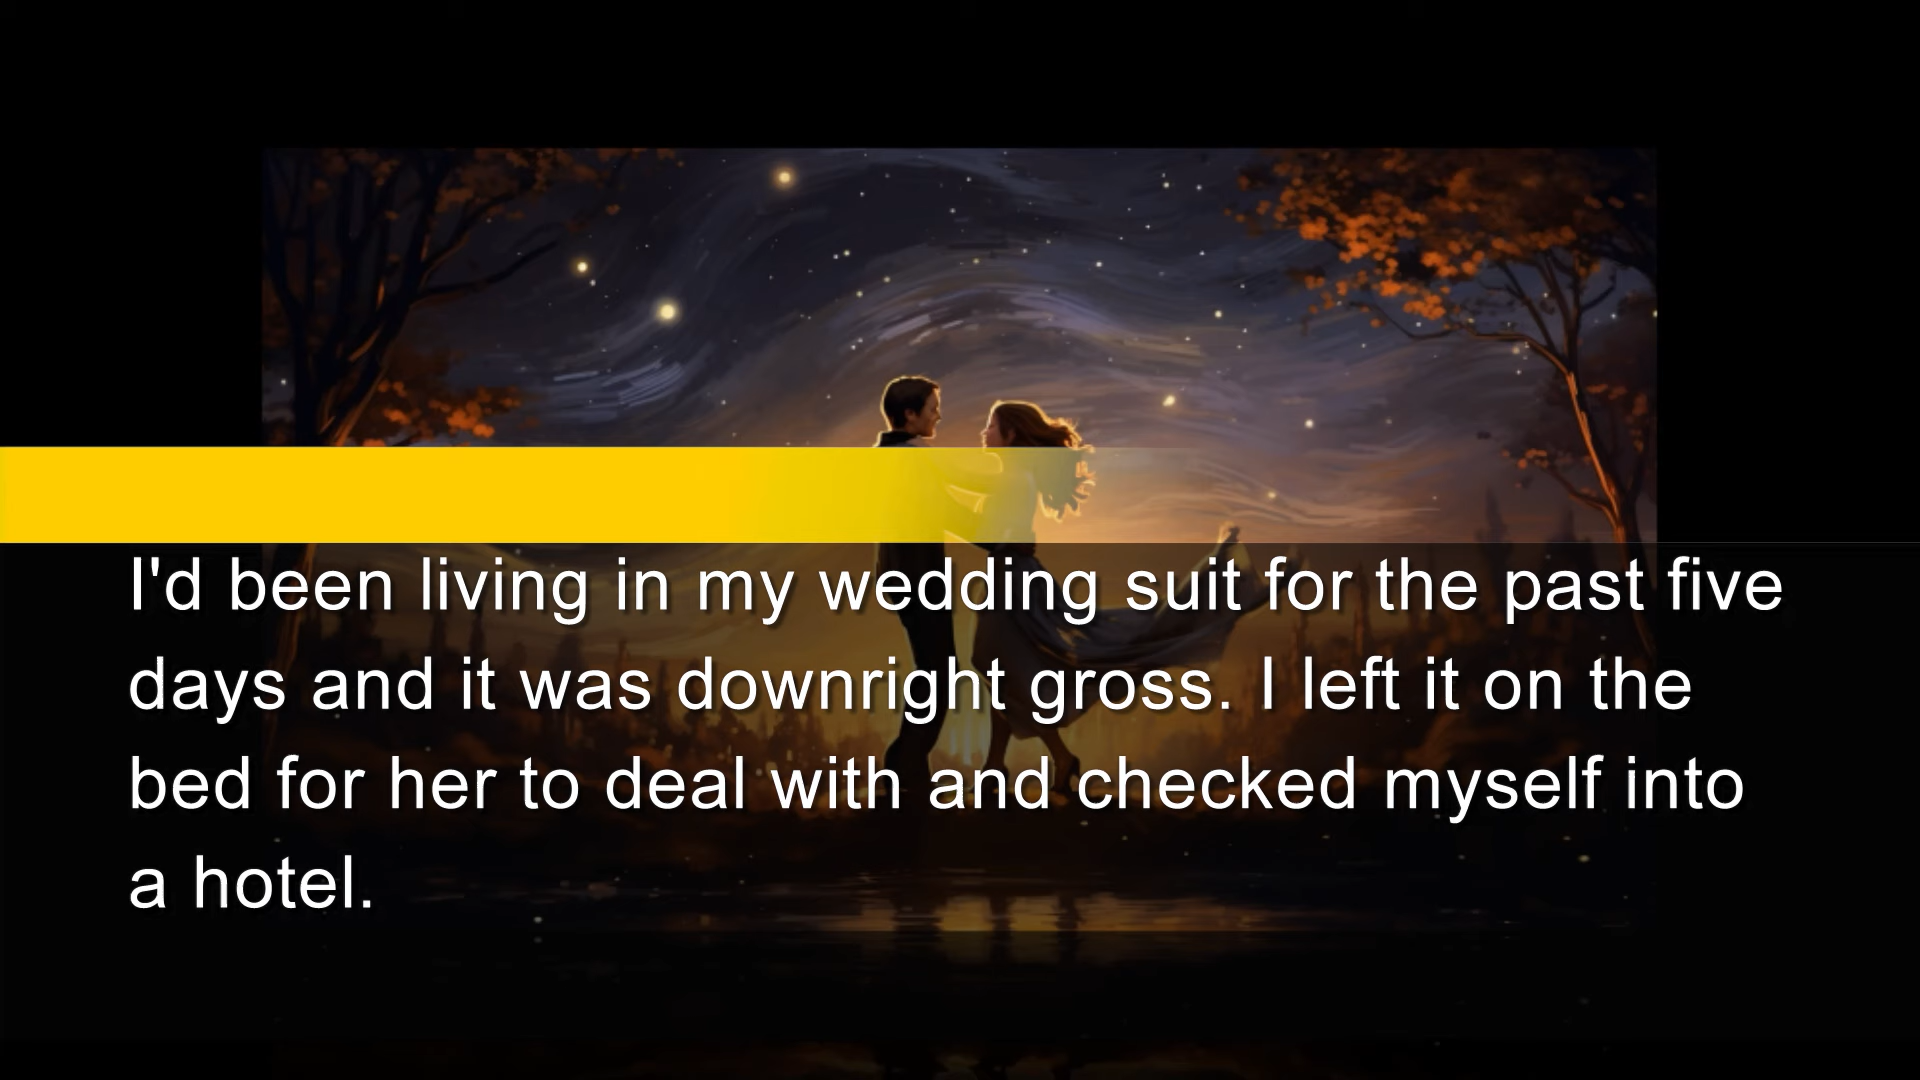 I'd been living in my wedding suit for the past five
days and it was downright gross. I left it on the
bed for her to deal with and checked myself into
a hotel.